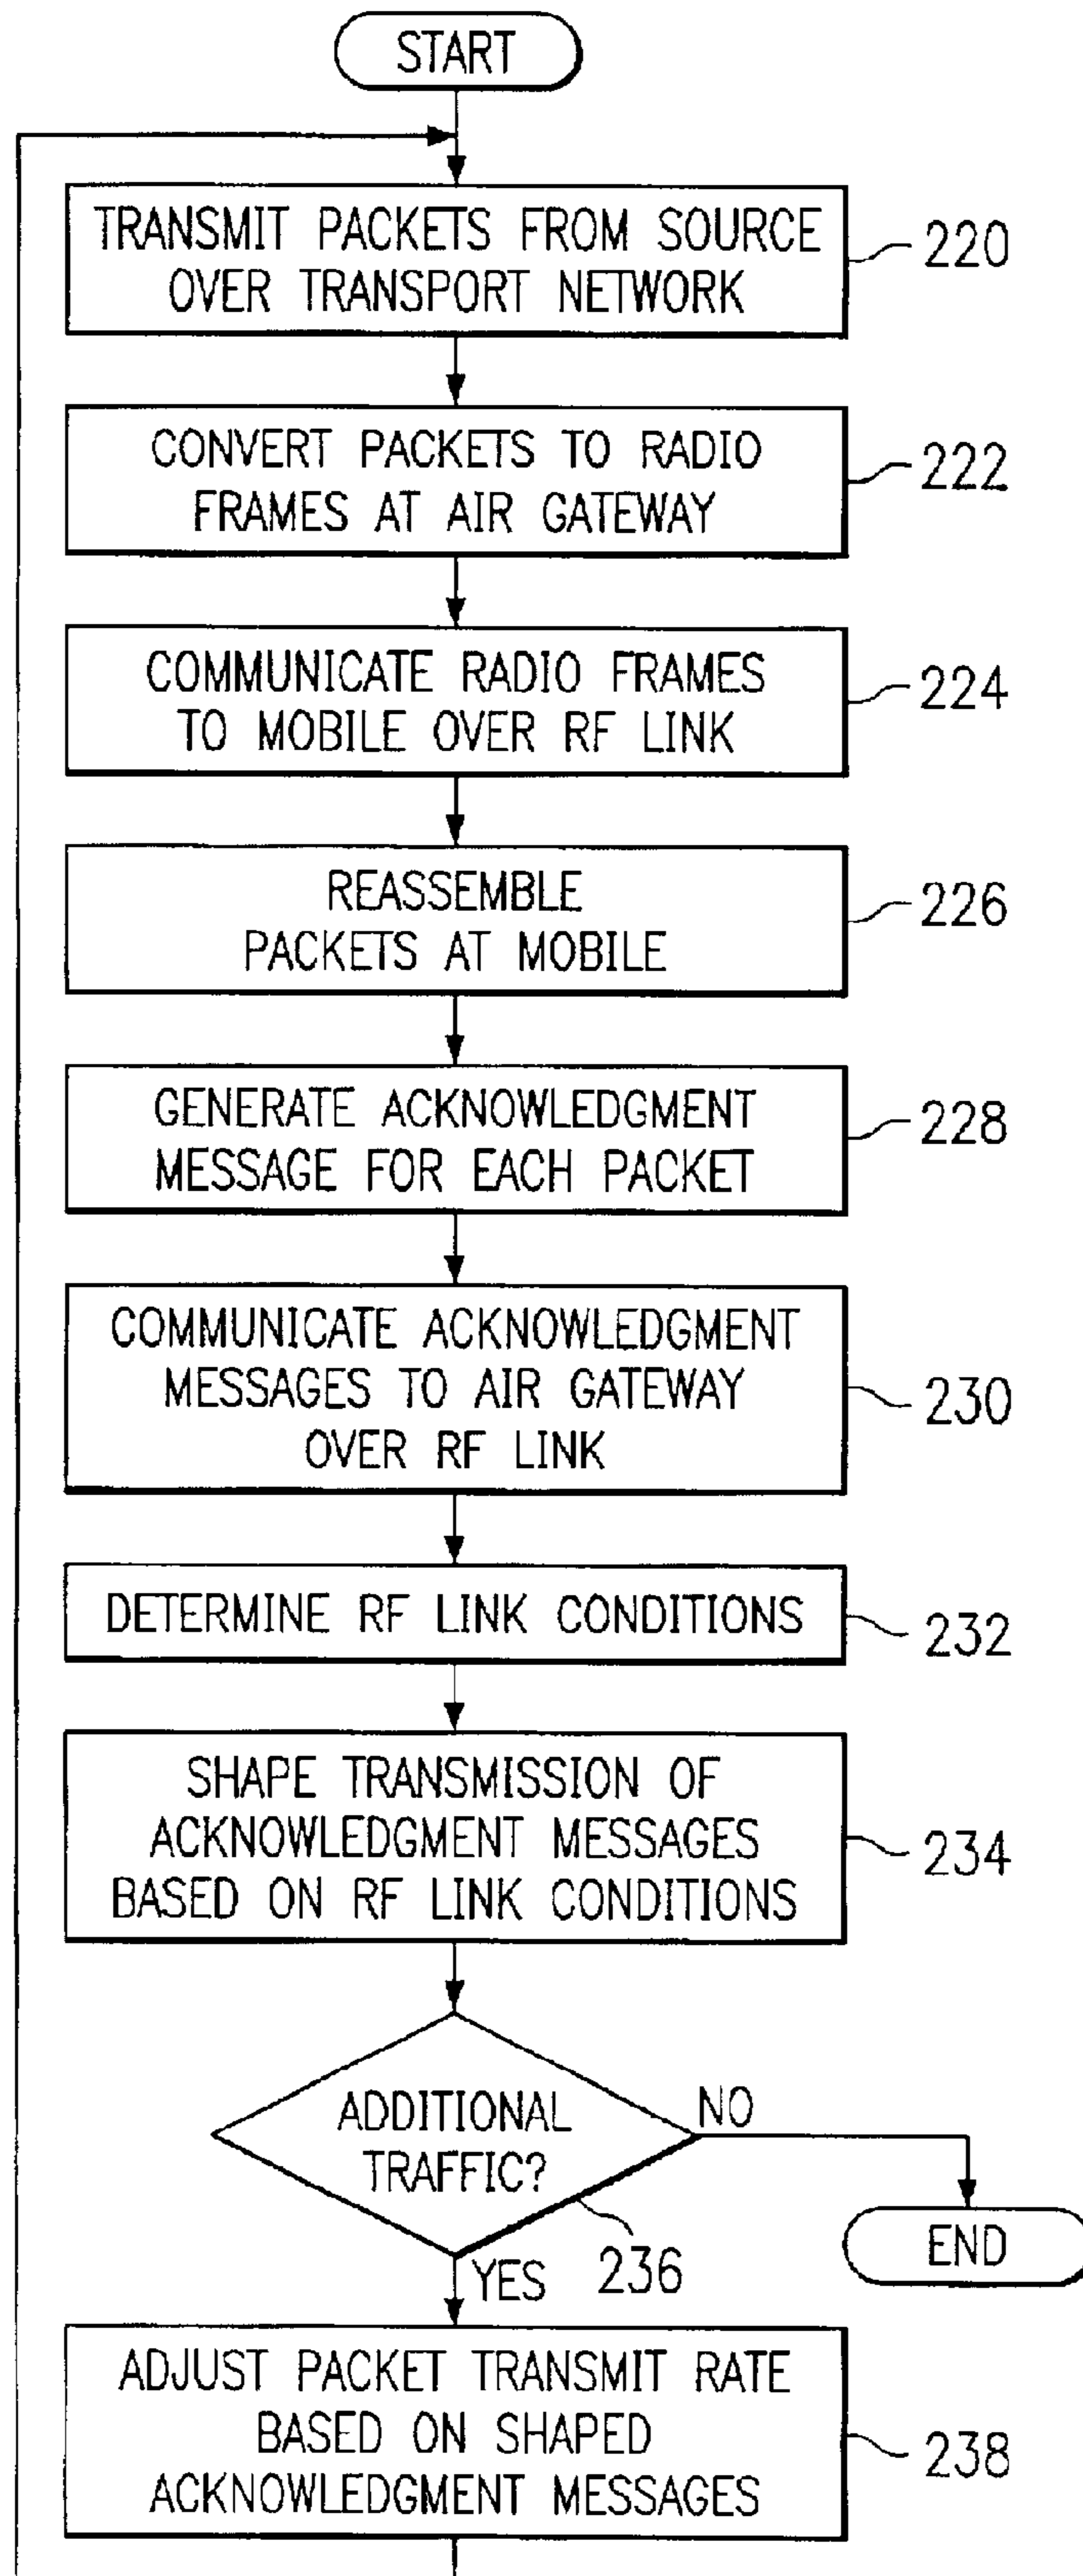 START
TRANSMIT PACKETS FROM SOURCE
OVER TRANSPORT NETWORK
220
CONVERT PACKETS TO RADIO
FRAMES AT AIR GATEWAY
222
COMMUNICATE RADIO FRAMES
TO MOBILE OVER RF LINK
224
REASSEMBLE
PACKETS AT MOBILE
226
GENERATE ACKNOWLEDGMENT
MESSAGE FOR EACH PACKET
228
COMMUNICATE ACKNOWLEDGMENT
MESSAGES TO AIR GATEWAY
OVER RF LINK
230
DETERMINE RF LINK CONDITIONS
232
SHAPE TRANSMISSION OF
ACKNOWLEDGMENT MESSAGES
BASED ON RF LINK CONDITIONS
234
ADDITIONAL
TRAFFIC?
NO
236
END
YES
ADJUST PACKET TRANSMIT RATE
BASED ON SHAPED
ACKNOWLEDGMENT MESSAGES
238